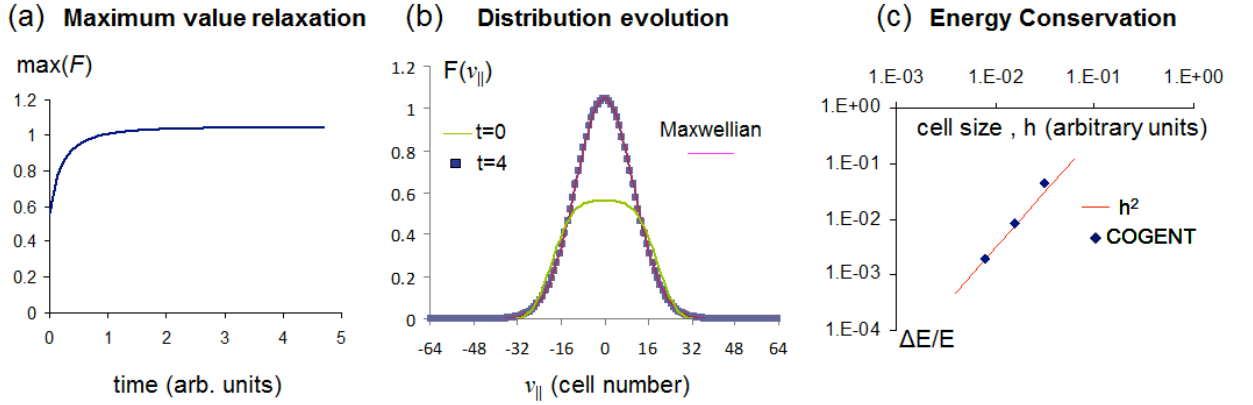 (a) Maximum value relaxation
max(F)
1.2
1
0.8
0.6
0.4
0.2
0
0 1 2 3 4 5
time (arb. units)
(b) Distribution evolution
F(v||)
1.2
1
0.8
0.6
0.4
0.2
0
t=0
t=4
Maxwellian
-64 -48 -32 -16 0 16 32 48 64
v|| (cell number)
(c) Energy Conservation
1.E-03 1.E-02 1.E-01 1.E+00
1.E+00
cell size , h (arbitrary units)
1.E-01
1.E-02
1.E-03
1.E-04
h²
COGENT
ΔE/E